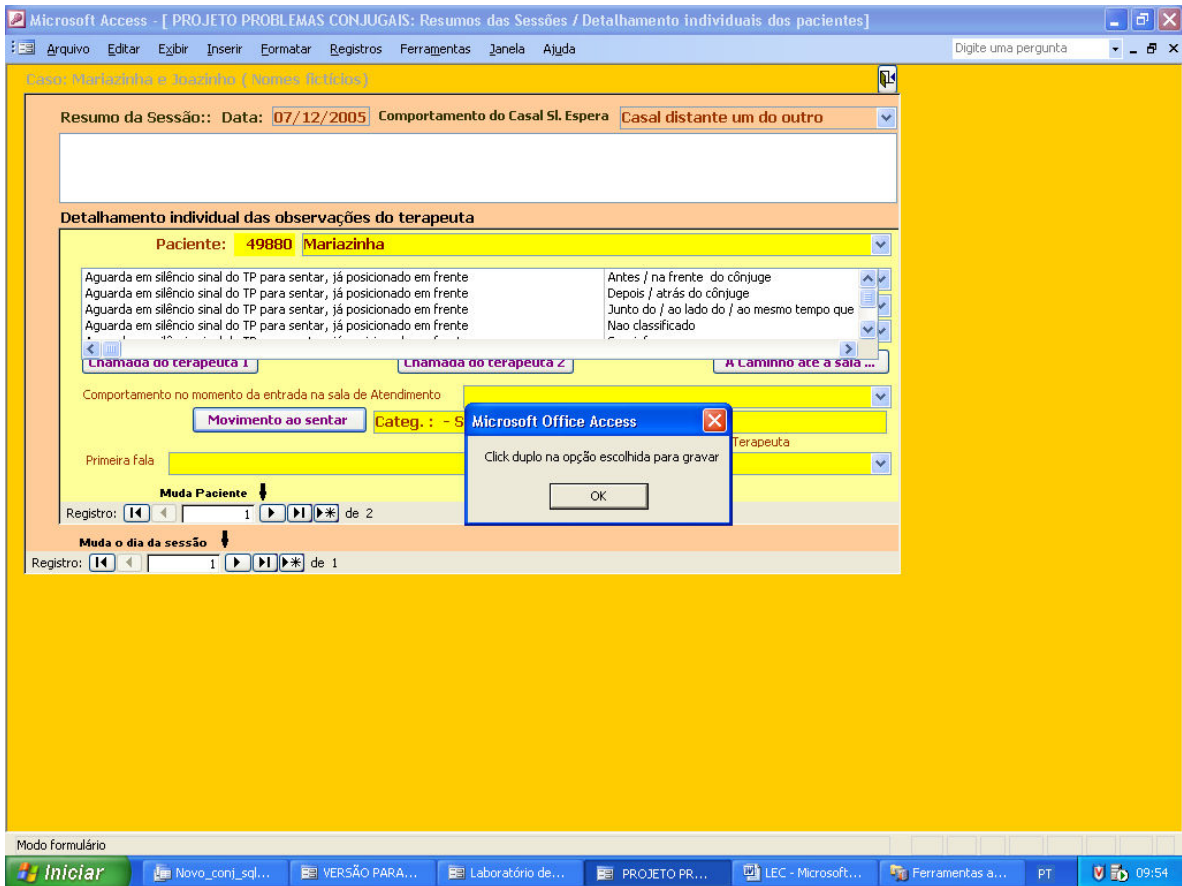 Microsoft Access - [ PROJETO PROBLEMAS CONJUGAIS: Resumos das Sessões / Detalhamento individuais dos pacientes]
Arquivo Editar Exibir Inserir Formatar Registros Ferramentas Janela Ajuda Digite uma pergunta
Caso: Mariazinha e Joazinho ( Nomes fictícios)
Resumo da Sessão:: Data: 07/12/2005 Comportamento do Casal Sl. Espera Casal distante um do outro
Detalhamento individual das observações do terapeuta
Paciente: 49880 Mariazinha
Aguarda em silêncio sinal do TP para sentar, já posicionado em frente Antes / na frente do cônjuge
Aguarda em silêncio sinal do TP para sentar, já posicionado em frente Depois / atrás do cônjuge
Aguarda em silêncio sinal do TP para sentar, já posicionado em frente Junto do / ao lado do / ao mesmo tempo que
Aguarda em silêncio sinal do TP para sentar, já posicionado em frente Nao classificado
Chamada do terapeuta 1 Chamada do terapeuta 2 A Caminho até a sala ...
Comportamento no momento da entrada na sala de Atendimento
Movimento ao sentar Categ. : - S
Microsoft Office Access
Terapeuta
Click duplo na opção escolhida para gravar
Primeira fala
OK
Muda Paciente
Registro: 1 de 2
Muda o dia da sessão
Registro: 1 de 1
Modo formulário
Iniciar Novo_conj_sql... VERSÃO PARA... Laboratório de... PROJETO PR... LEC - Microsoft... Ferramentas a... PT 09:54